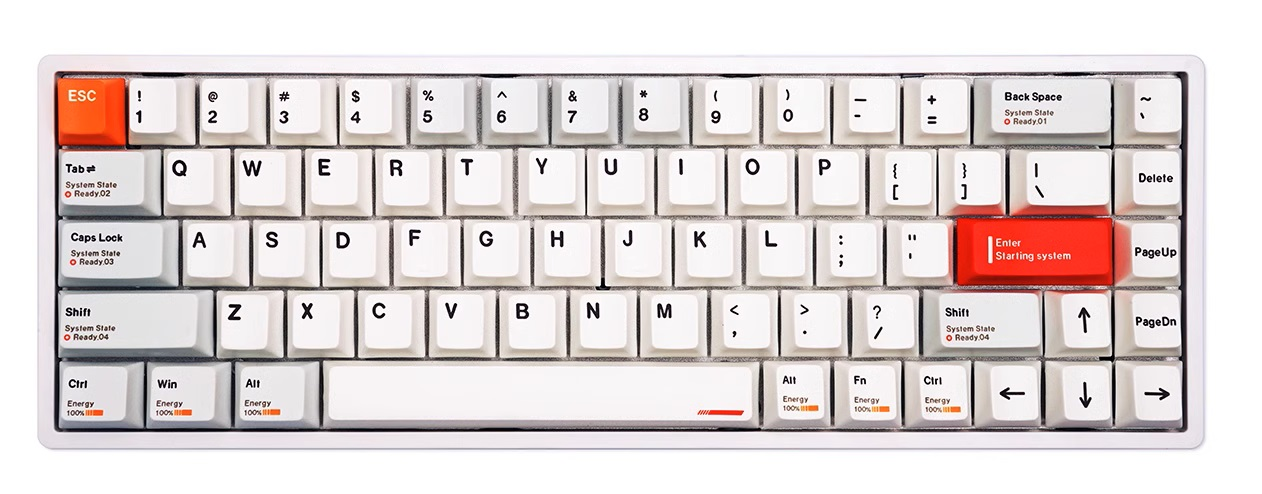 ESC ! @ # $ % ^ & * ( ) — + Back Space ~
1 2 3 4 5 6 7 8 9 0 - = System State `
Ready.01
Tab⇌ Q W E R T Y U I O P { } | Delete
System State [ ] \
Ready.02
Caps Lock A S D F G H J K L : " Enter PageUp
System State ; ' Starting system
Ready.03
Shift Z X C V B N M < > ? Shift ↑ PageDn
System State , . / System State
Ready.04 Ready.04
Ctrl Win Alt Alt Fn Ctrl ← ↓ →
Energy Energy Energy Energy Energy Energy
100% 100% 100% 100% 100% 100%